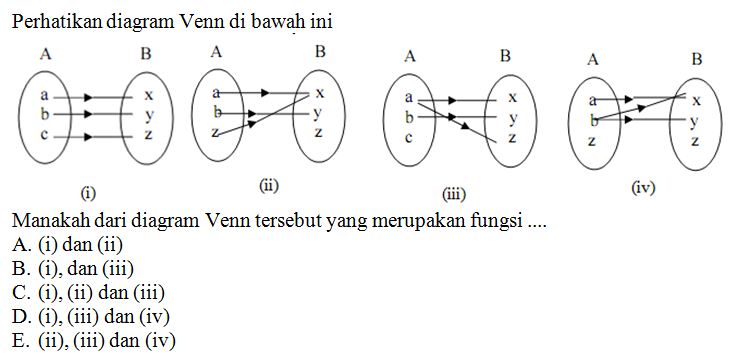 Perhatikan diagram Venn di bawah ini
A B A B A B A B
a x a x a x a x
b y b y b y b y
c z z z c z z z
(i) (ii) (iii) (iv)
Manakah dari diagram Venn tersebut yang merupakan fungsi ....
A. (i) dan (ii)
B. (i), dan (iii)
C. (i), (ii) dan (iii)
D. (i), (iii) dan (iv)
E. (ii), (iii) dan (iv)